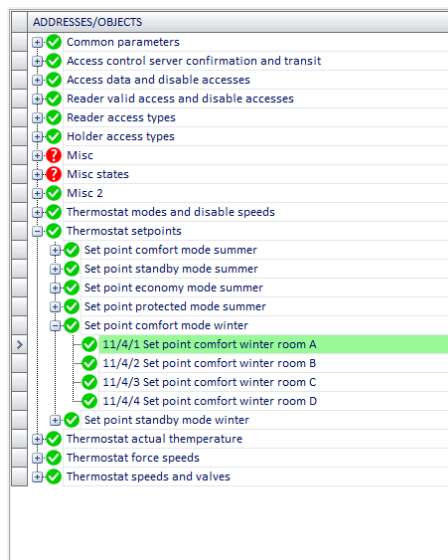 ADDRESSES/OBJECTS
Common parameters
Access control server confirmation and transit
Access data and disable accesses
Reader valid access and disable accesses
Reader access types
Holder access types
Misc
Misc states
Misc 2
Thermostat modes and disable speeds
Thermostat setpoints
Set point comfort mode summer
Set point standby mode summer
Set point economy mode summer
Set point protected mode summer
Set point comfort mode winter
11/4/1 Set point comfort winter room A
11/4/2 Set point comfort winter room B
11/4/3 Set point comfort winter room C
11/4/4 Set point comfort winter room D
Set point standby mode winter
Thermostat actual themperature
Thermostat force speeds
Thermostat speeds and valves